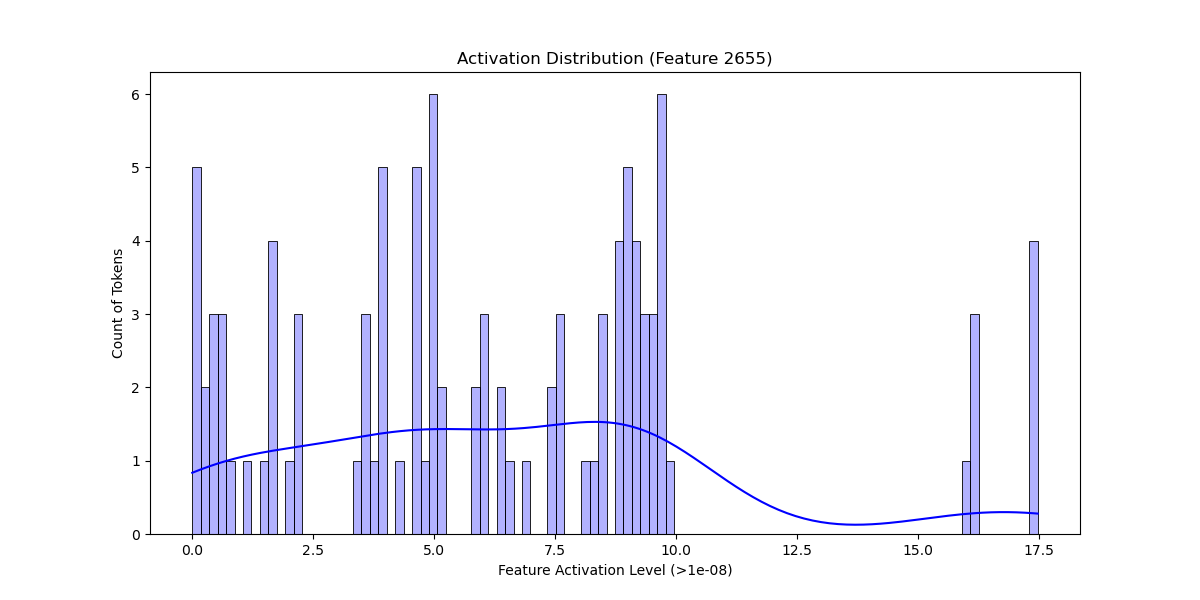 Activation Distribution (Feature 2655)
6
5
4
3
2
1
0
Count of Tokens
0.0 2.5 5.0 7.5 10.0 12.5 15.0 17.5
Feature Activation Level (>1e-08)